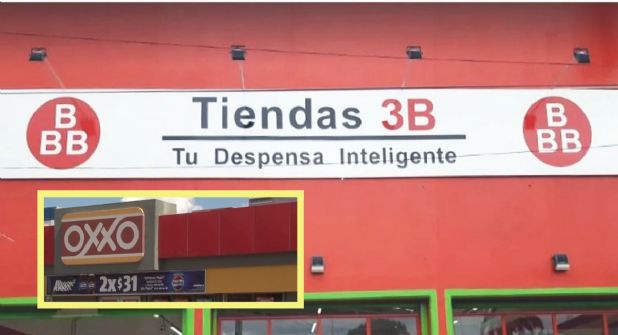 B
BB
Tiendas 3B
Tu Despensa Inteligente
B
BB
OXXO
2x$31